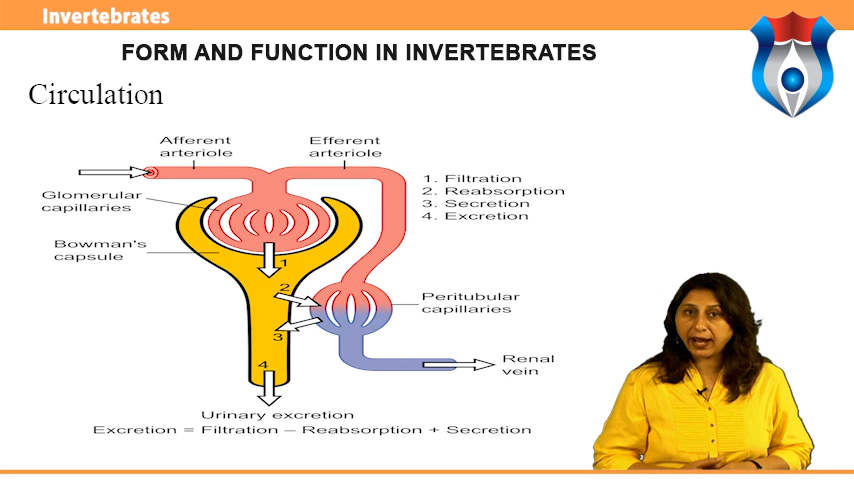 Invertebrates
FORM AND FUNCTION IN INVERTEBRATES
Circulation
Afferent
arteriole
Efferent
arteriole
1. Filtration
2. Reabsorption
3. Secretion
4. Excretion
Glomerular
capillaries
Bowman's
capsule
1
2
3
4
Peritubular
capillaries
Renal
vein
Urinary excretion
Excretion = Filtration – Reabsorption + Secretion